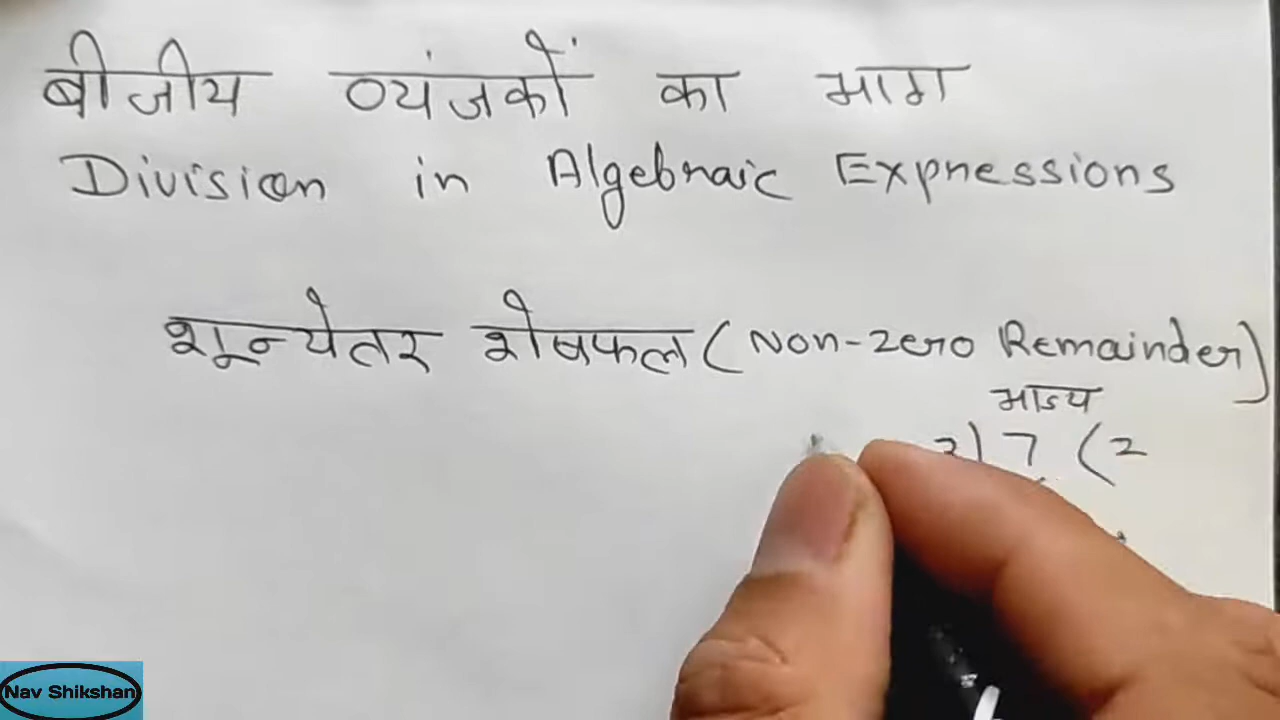 बीजीय व्यंजकों का भाग
Division in Algebraic Expressions
शून्येतर शेषफल (Non-zero Remainder)
भाज्य
3) 7 (2
Nav Shikshan